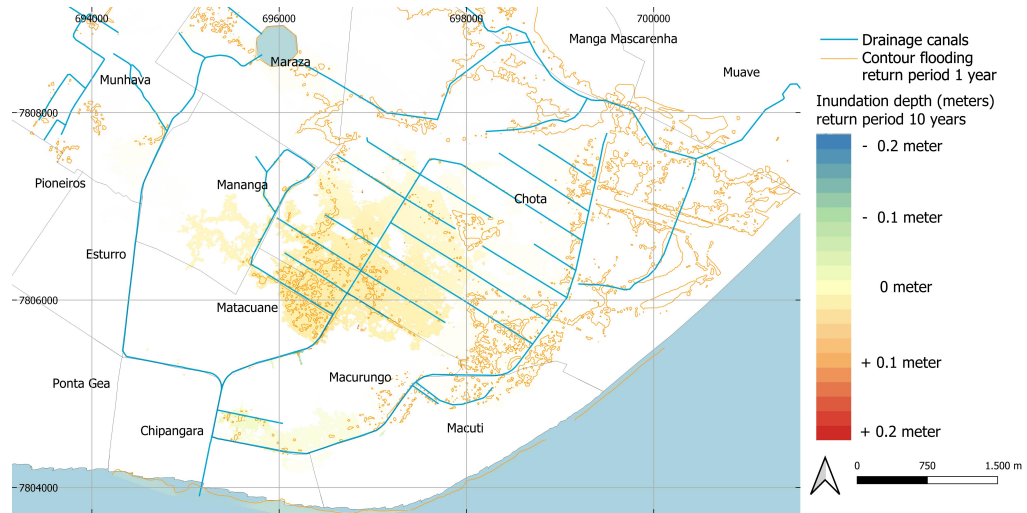 694000
696000
698000
700000
Manga Mascarenha
Drainage canals
Maraza
Contour flooding
return period 1 year
Muave
Munhava
Inundation depth (meters)
return period 10 years
7808000
- 0.2 meter
Pioneiros
Mananga
Chota
- 0.1 meter
Esturro
0 meter
7806000
Matacuane
+ 0.1 meter
Ponta Gea
Macurungo
Chipangara
Macuti
+ 0.2 meter
0 750 1.500 m
7804000